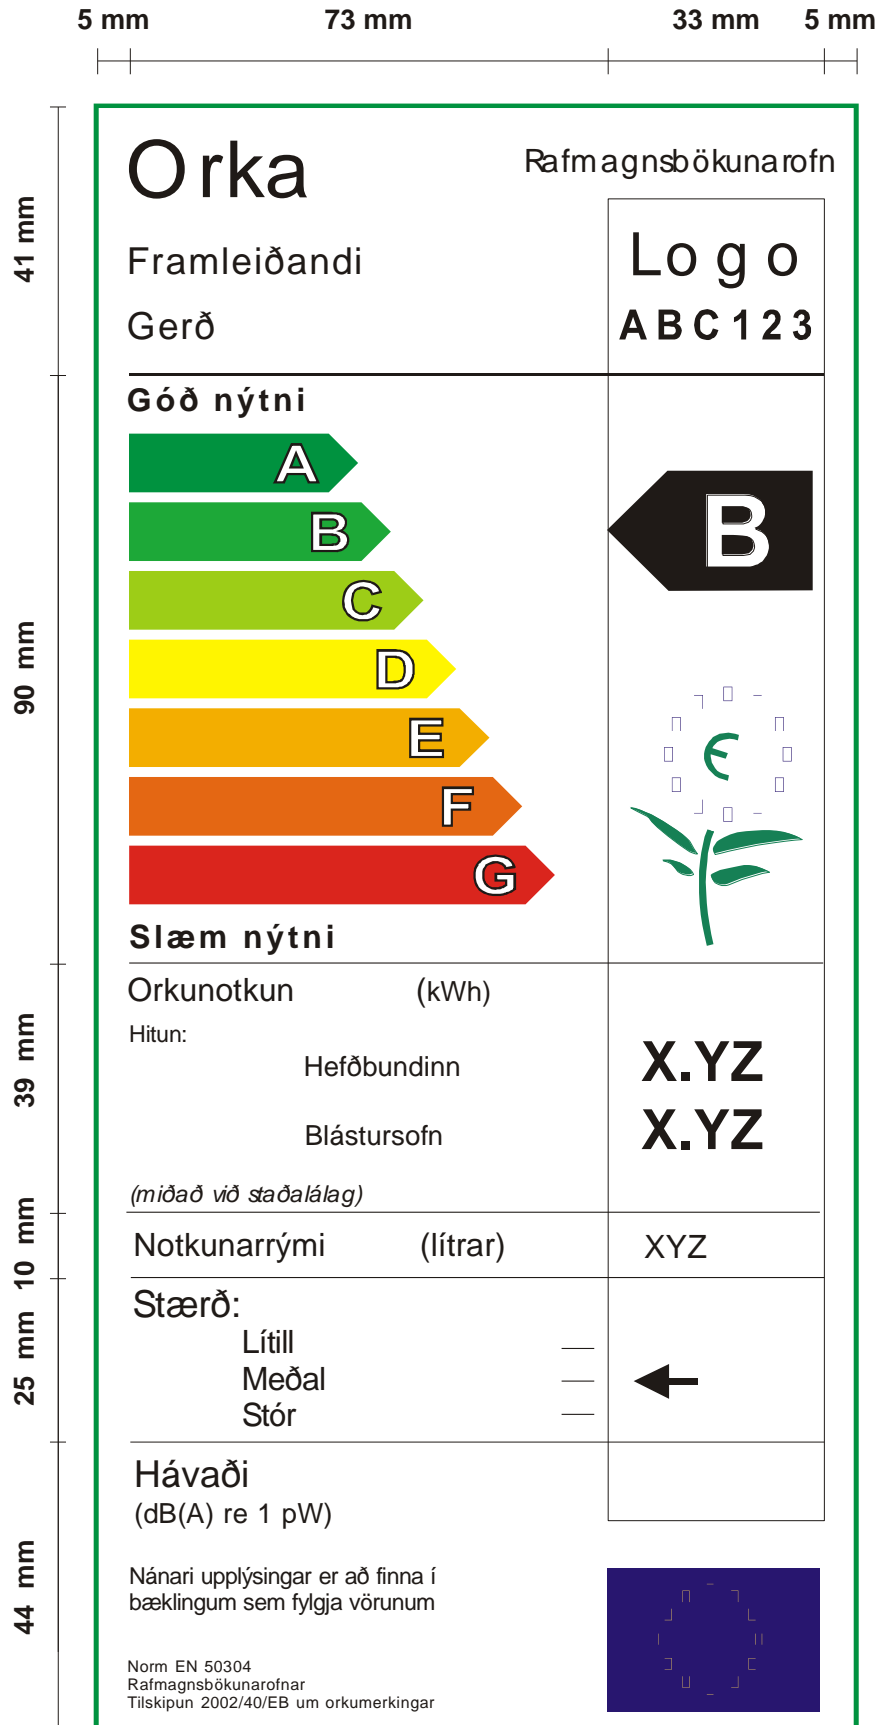 5 mm 73 mm 33 mm 5 mm
Orka
Rafmagnsbökunarofn
41 mm
Framleiðandi
Logo
Gerð
ABC123
Góð nýtni
A
B
B
C
90 mm
D
E
F
G
Slæm nýtni
Orkunotkun (kWh)
Hitun:
39 mm
Hefðbundinn X.YZ
Blástursofn X.YZ
(miðað við staðalálag)
10 mm
Notkunarrými (lítrar) XYZ
Stærð:
25 mm
Lítill —
Meðal —
Stór —
Hávaði
(dB(A) re 1 pW)
44 mm
Nánari upplýsingar er að finna í
bæklingum sem fylgja vörunum
Norm EN 50304
Rafmagnsbökunarofnar
Tilskipun 2002/40/EB um orkumerkingar